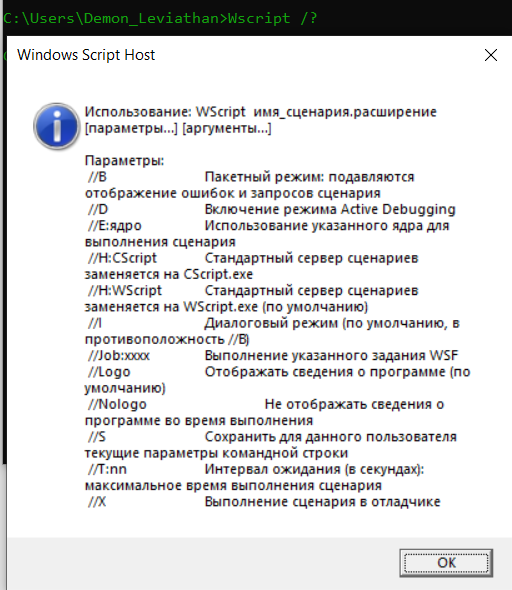 C:\Users\Demon_Leviathan>Wscript /?
Windows Script Host
Использование: WScript имя_сценария.расширение
[параметры...] [аргументы...]
Параметры:
//B Пакетный режим: подавляются
отображение ошибок и запросов сценария
//D Включение режима Active Debugging
//E:ядро Использование указанного ядра для
выполнения сценария
//H:CScript Стандартный сервер сценариев
заменяется на CScript.exe
//H:WScript Стандартный сервер сценариев
заменяется на WScript.exe (по умолчанию)
//I Диалоговый режим (по умолчанию, в
противоположность //B)
//Job:xxxx Выполнение указанного задания WSF
//Logo Отображать сведения о программе (по
умолчанию)
//Nologo Не отображать сведения о
программе во время выполнения
//S Сохранить для данного пользователя
текущие параметры командной строки
//T:nn Интервал ожидания (в секундах):
максимальное время выполнения сценария
//X Выполнение сценария в отладчике
OK